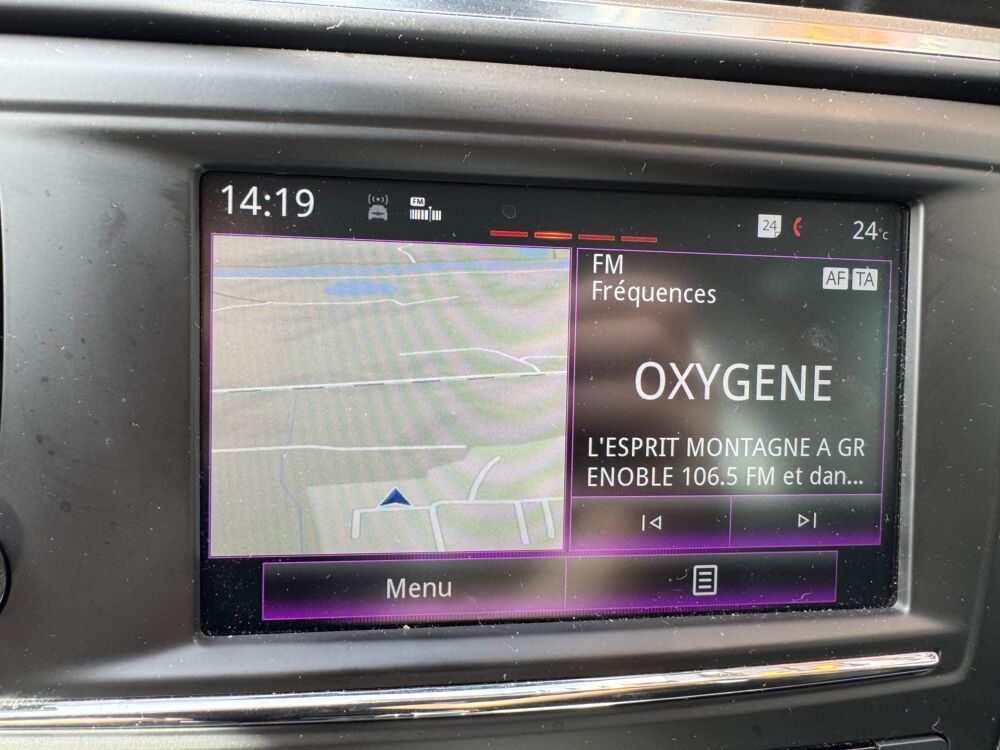 14:19
FM
24
24°C
FM
Fréquences
AF TA
OXYGENE
L'ESPRIT MONTAGNE A GR
ENOBLE 106.5 FM et dan...
Menu